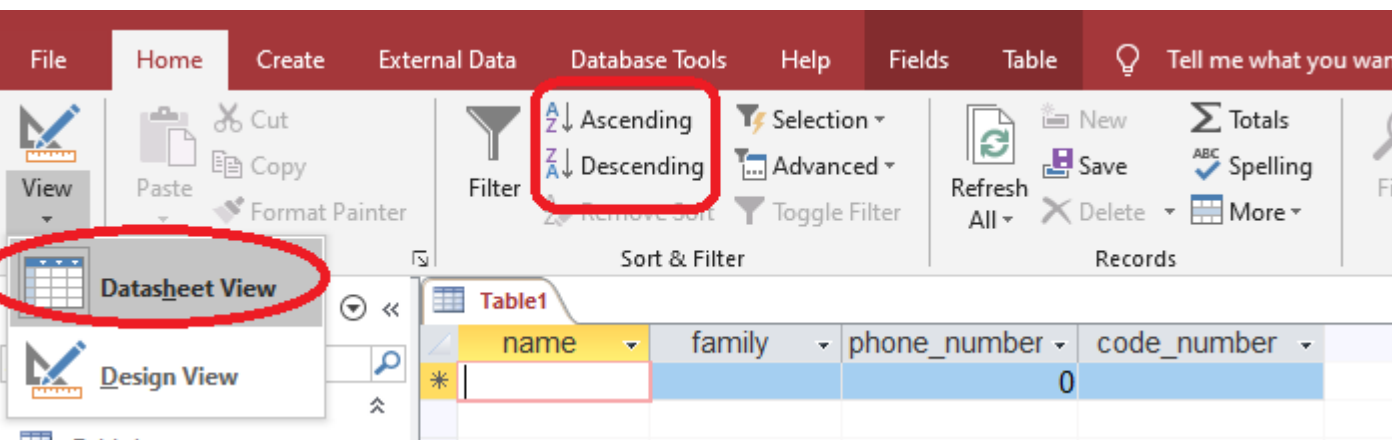 File Home Create External Data Database Tools Help Fields Table Tell me what you wan
Cut
Copy
Format Painter
View
Paste
Filter
Ascending
Descending
Remove Sort
Selection
Advanced
Toggle Filter
Sort & Filter
Refresh
All
New
Save
Delete
Totals
Spelling
More
Records
Datasheet View
Design View
Table1
name family phone_number code_number
0